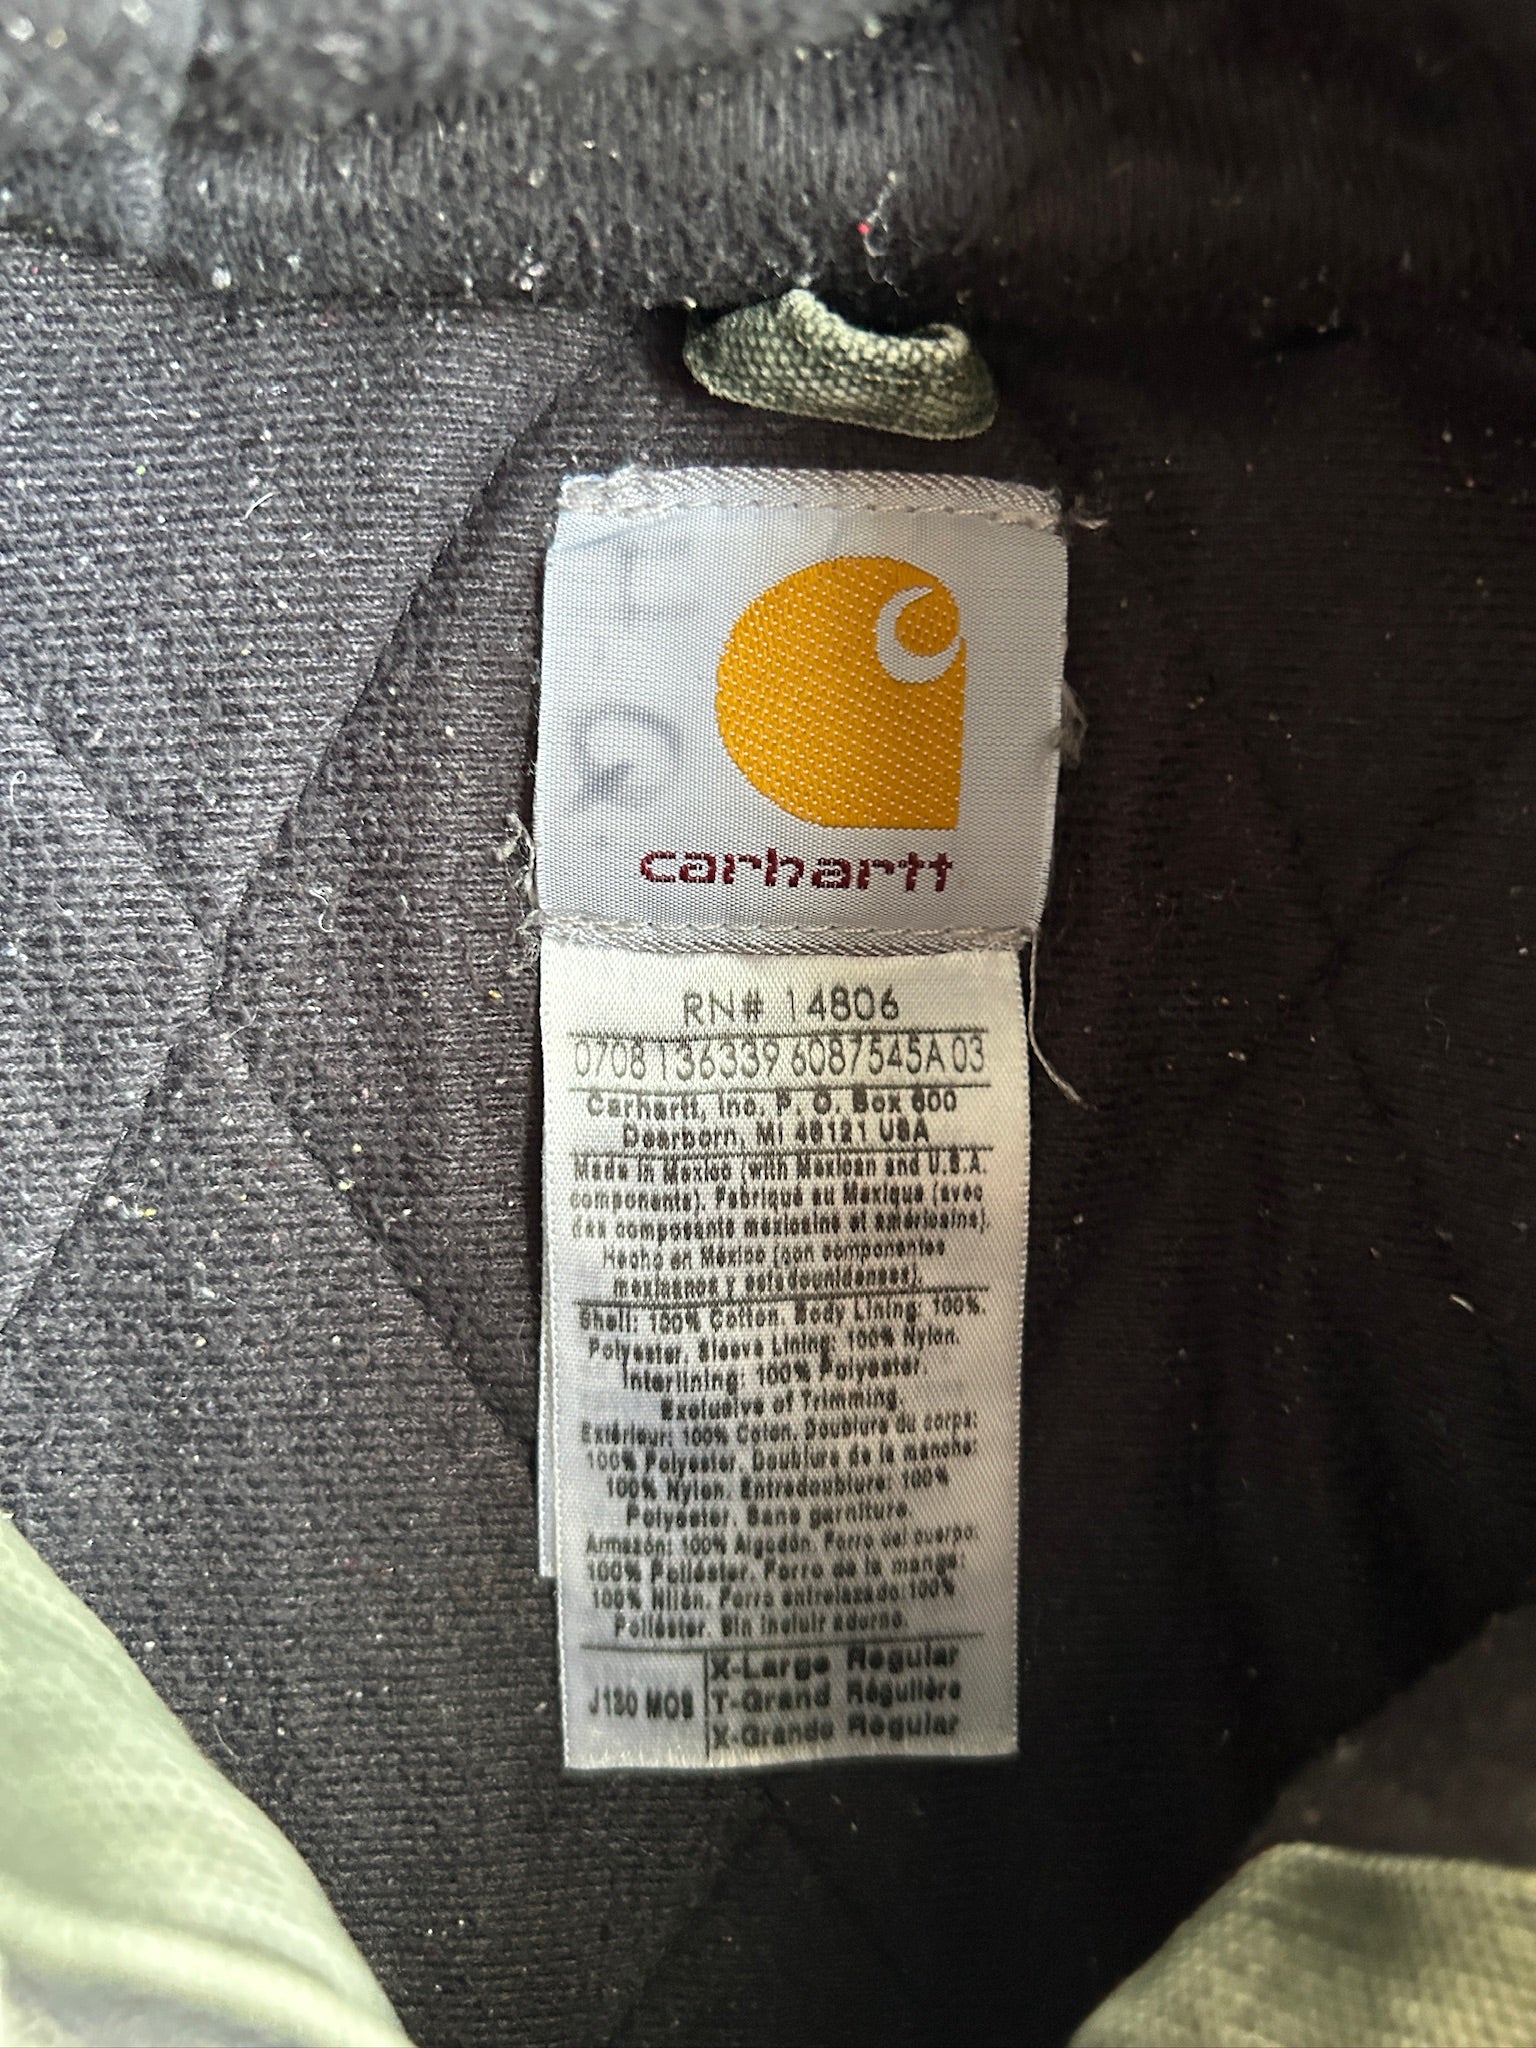 carhartt
RN# 14806
0708 136339 6087545A 03
Carhartt, Inc. P. O. Box 600
Dearborn, MI 48121 USA
Made in Mexico (with Mexican and U.S.A.
components). Fabriqué au Mexique (avec
des composants mexicains et américains).
Hecho en México (con componentes
mexicanos y estadounidenses).
Shell: 100% Cotton. Body Lining: 100%
Polyester. Sleeve Lining: 100% Nylon.
Interlining: 100% Polyester.
Exclusive of Trimming.
Extérieur: 100% Coton. Doublure du corps:
100% Polyester. Doublure de la manche:
100% Nylon. Entredoublure: 100%
Polyester. Sans garniture.
Armazón: 100% Algodón. Forro del cuerpo:
100% Poliéster. Forro de la manga:
100% Nilón. Forro entrelazado 100%
Poliéster. Sin incluir adorno.
J130 MOS
X-Large Regular
T-Grand Régulière
X-Grande Regular